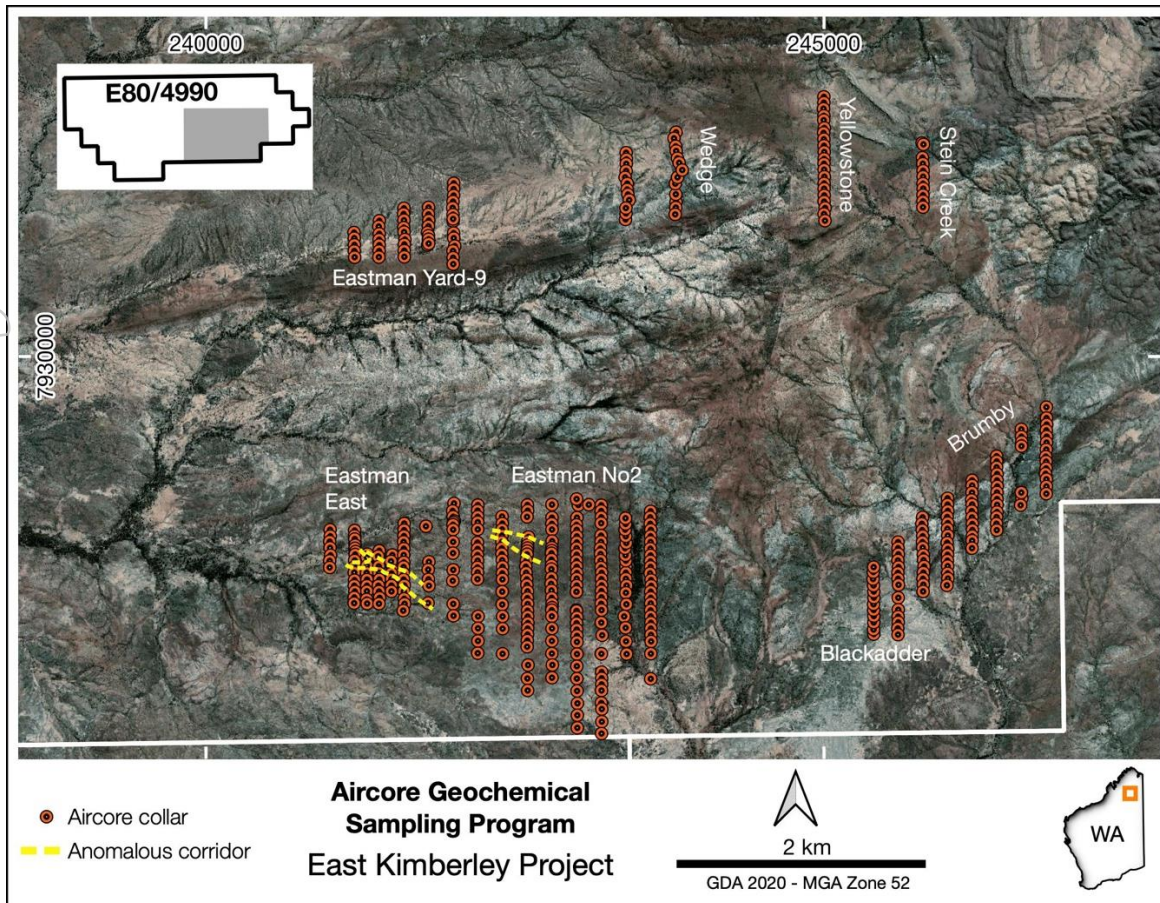 240000
245000
E80/4990
Wedge
Yellowstone
Stein Creek
Eastman Yard-9
7930000
Brumby
Eastman
East
Eastman No2
Blackadder
Aircore collar
Anomalous corridor
Aircore Geochemical
Sampling Program
East Kimberley Project
2 km
GDA 2020 - MGA Zone 52
WA